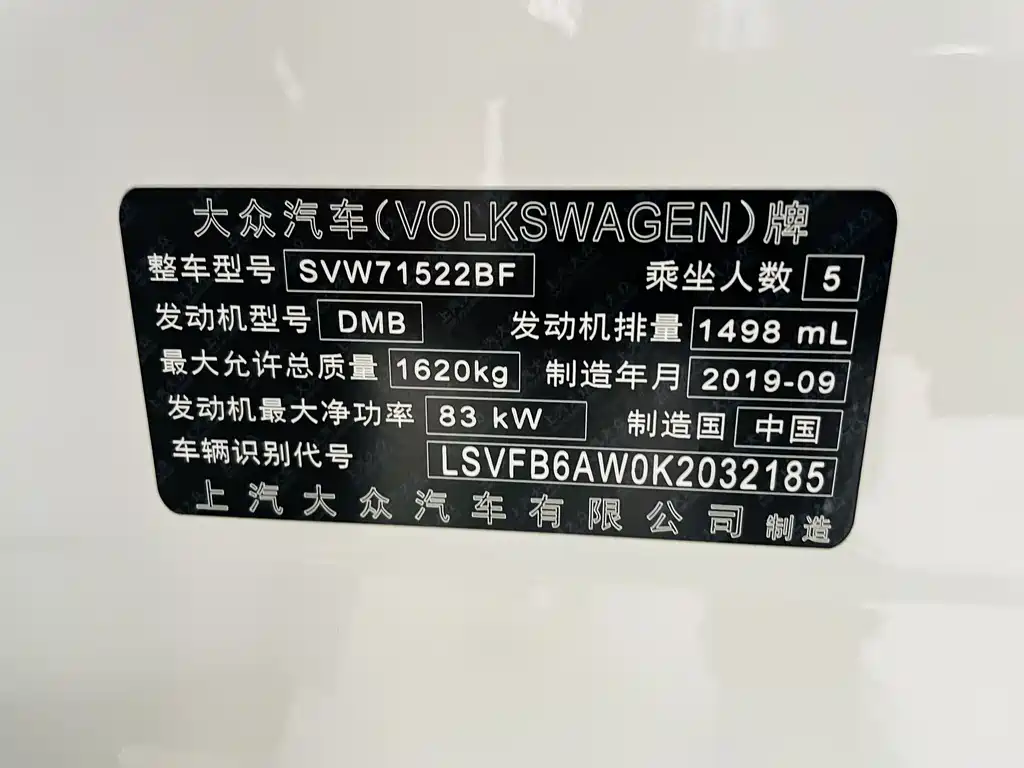 大众汽车(VOLKSWAGEN)牌
整车型号 SVW71522BF 乘坐人数 5
发动机型号 DMB 发动机排量 1498 mL
最大允许总质量 1620kg 制造年月 2019-09
发动机最大净功率 83 kW 制造国 中国
车辆识别代号 LSVFB6AW0K2032185
上汽大众汽车有限公司 制造